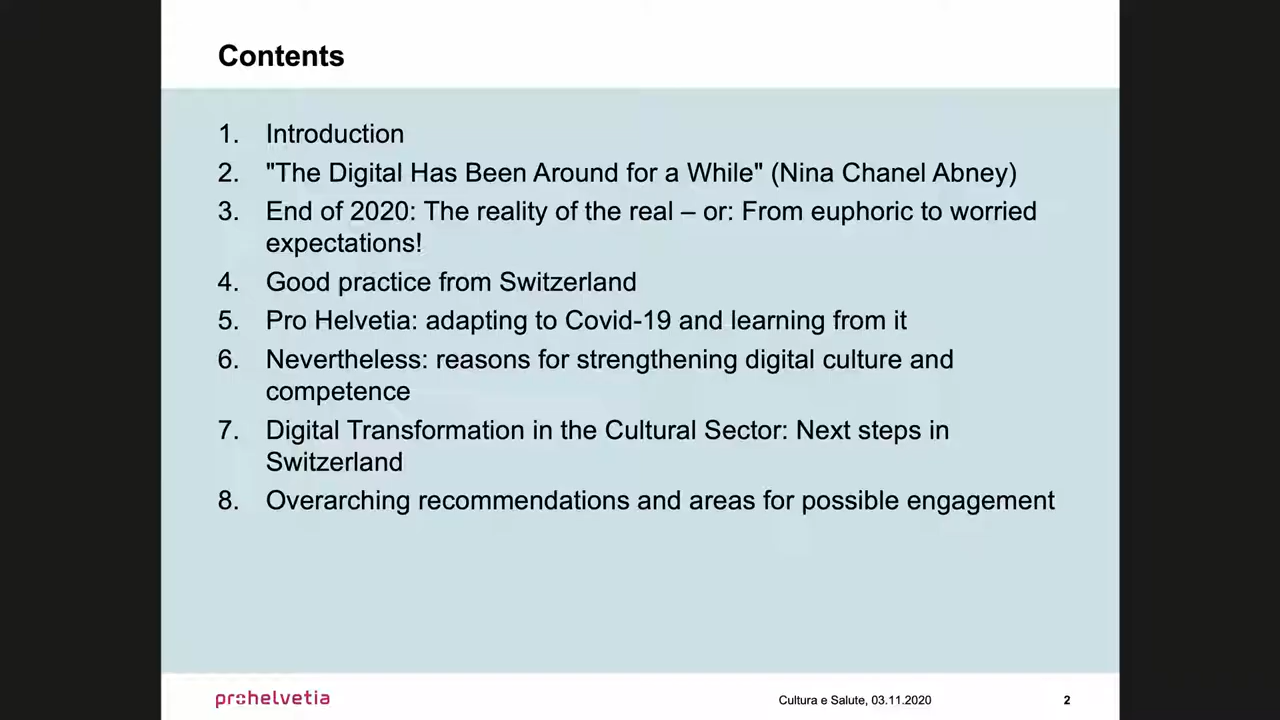 Contents
1. Introduction
2. "The Digital Has Been Around for a While" (Nina Chanel Abney)
3. End of 2020: The reality of the real – or: From euphoric to worried
expectations!
4. Good practice from Switzerland
5. Pro Helvetia: adapting to Covid-19 and learning from it
6. Nevertheless: reasons for strengthening digital culture and
competence
7. Digital Transformation in the Cultural Sector: Next steps in
Switzerland
8. Overarching recommendations and areas for possible engagement
prohelvetia
Cultura e Salute, 03.11.2020
2